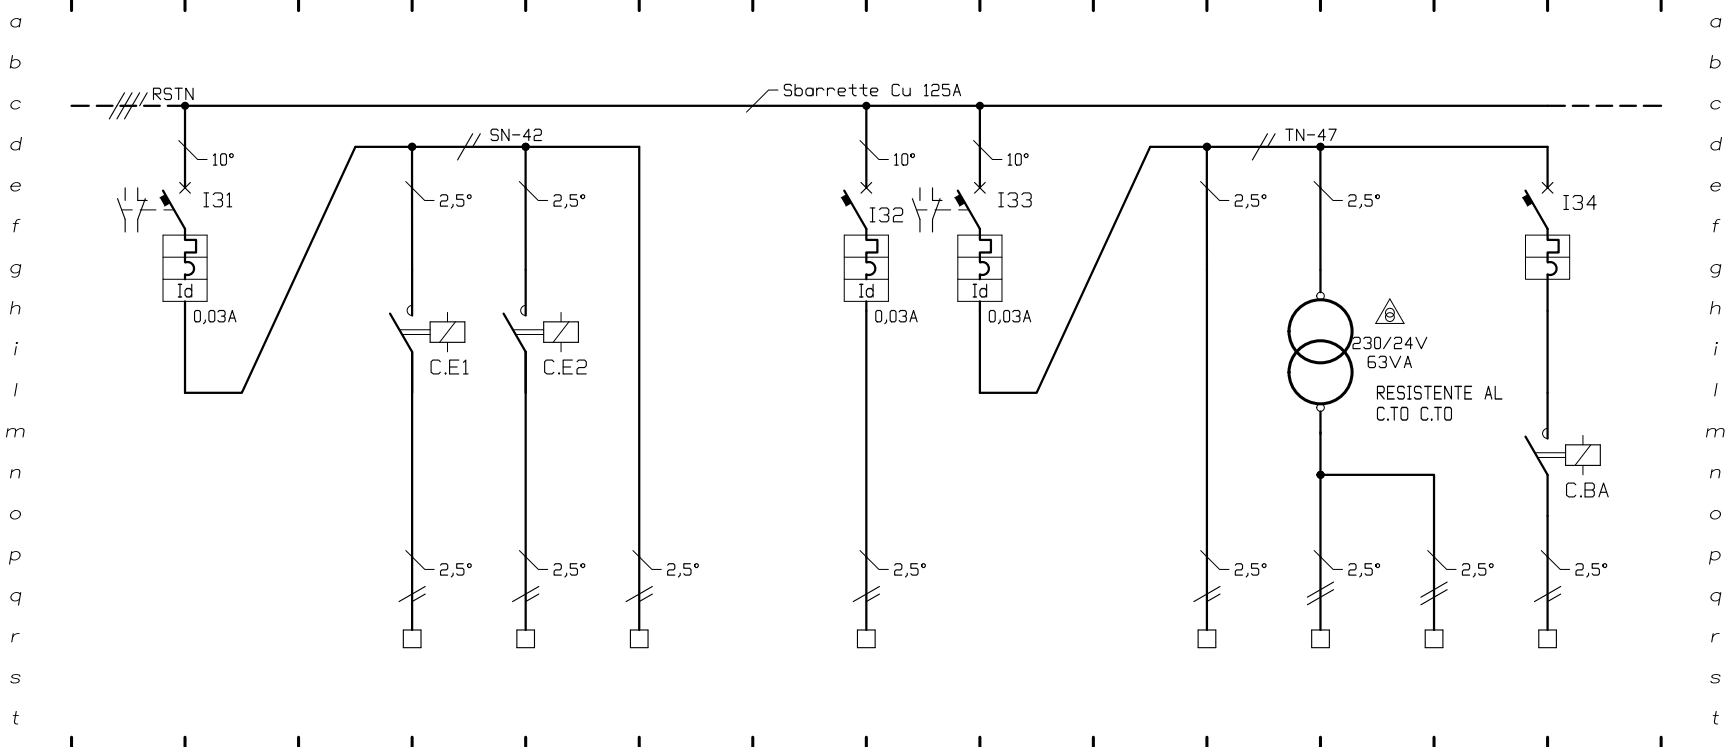 a a
b b
Sbarrette Cu 125A
RSTN
c c
SN-42 TN-47
d d
10° 10° 10°
e e
I31 2,5° 2,5° I32 I33 2,5° 2,5° I34
f f
g g
Id Id Id
h h
0,03A 0,03A 0,03A
230/24V
i i
63VA
C.E1 C.E2
l l
RESISTENTE AL
C.TO C.TO
m m
n n
C.BA
o o
p p
2,5° 2,5° 2,5° 2,5° 2,5° 2,5° 2,5° 2,5°
q q
r r
s s
t t